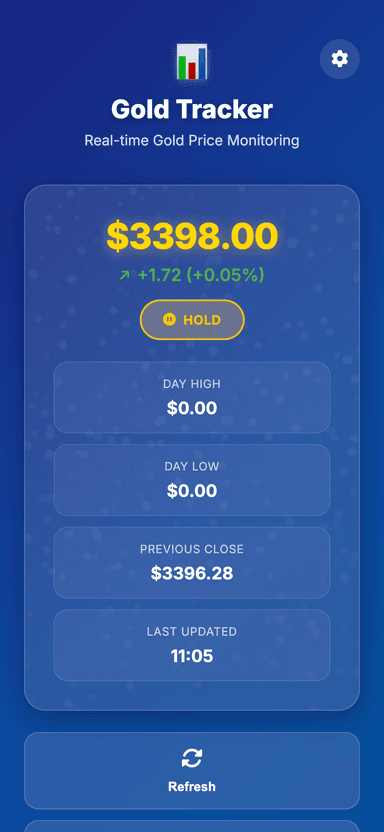 Gold Tracker
Real-time Gold Price Monitoring
$3398.00
↗ +1.72 (+0.05%)
HOLD
DAY HIGH
$0.00
DAY LOW
$0.00
PREVIOUS CLOSE
$3396.28
LAST UPDATED
11:05
Refresh